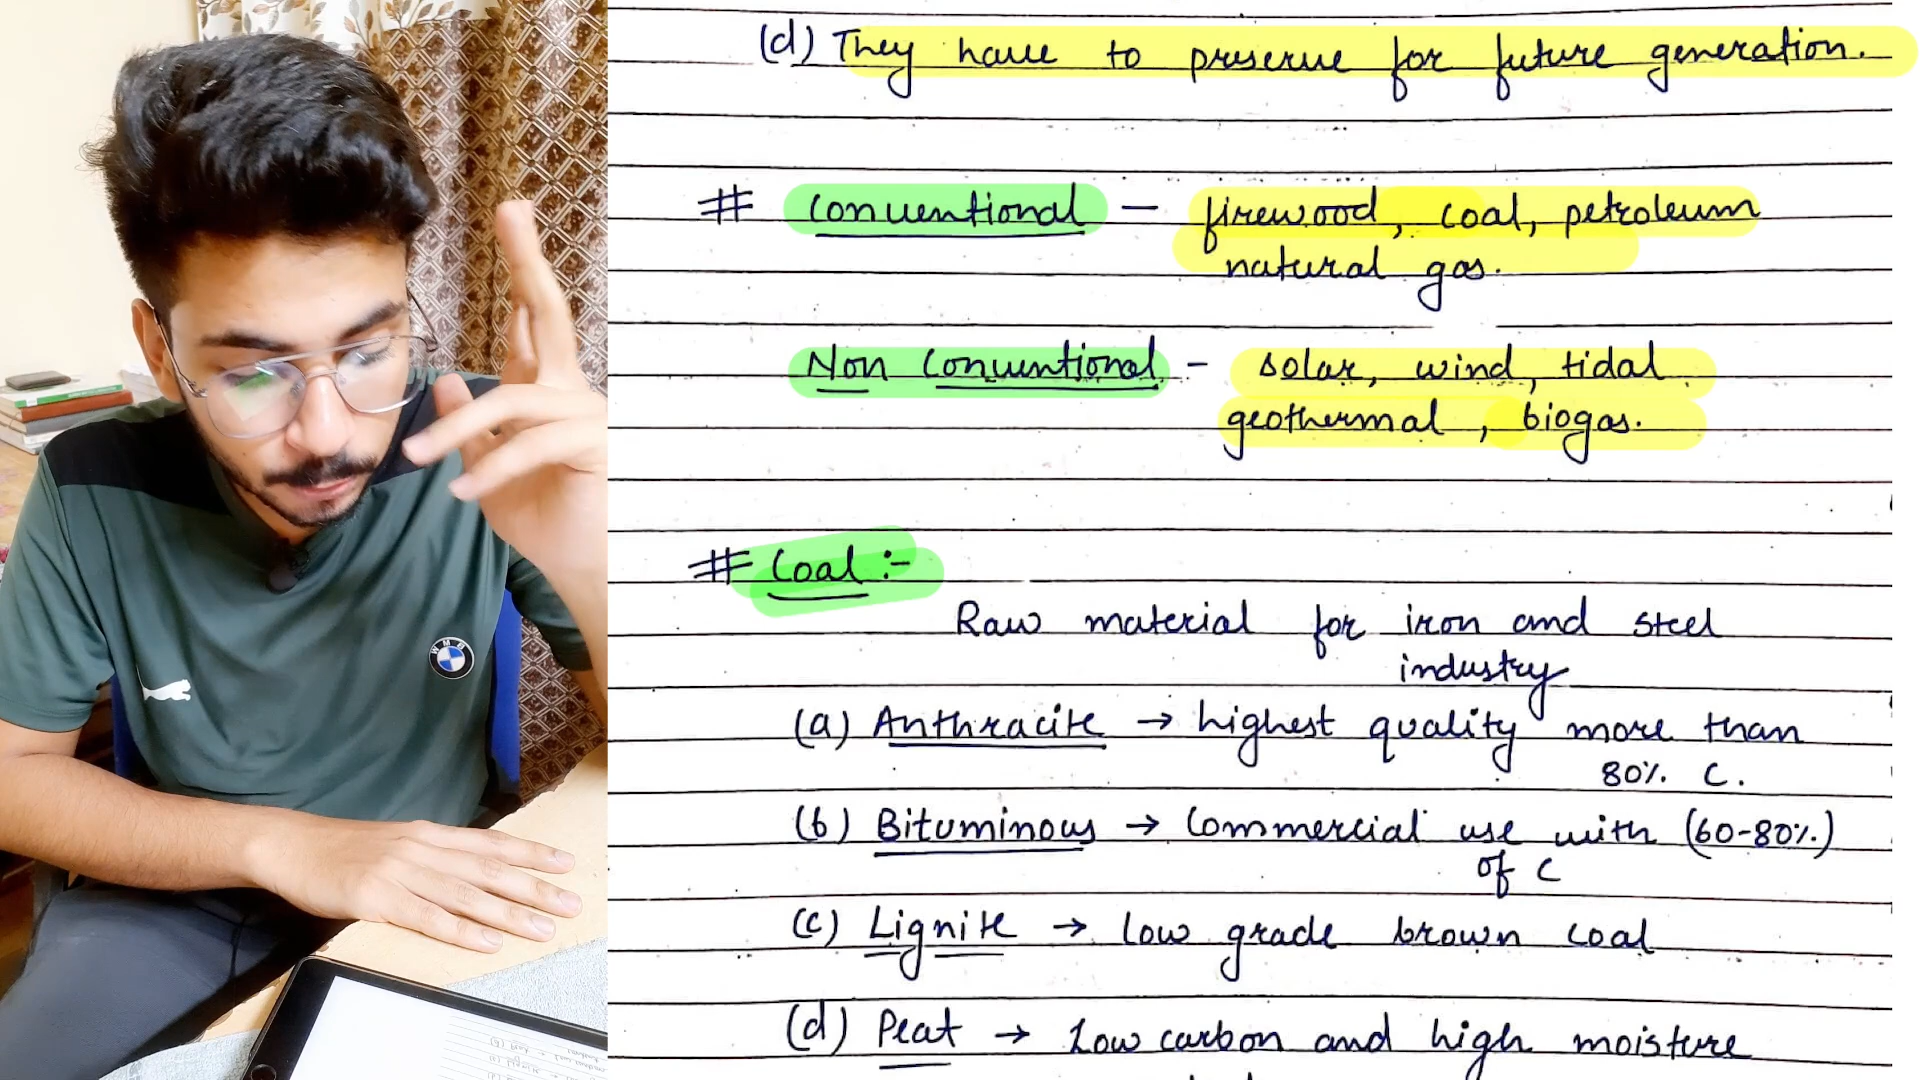 (d) They have to preserve for future generation.
# Conventional - firewood, coal, petroleum
natural gas.
Non Conventional - solar, wind, tidal
geothermal, biogas.
# Coal :-
Raw material for iron and steel
industry
(a) Anthracite → highest quality more than
80% C.
(b) Bituminous → Commercial use with (60-80%)
of C
(c) Lignite → low grade brown coal
(d) Peat → Low carbon and high moisture
BMW